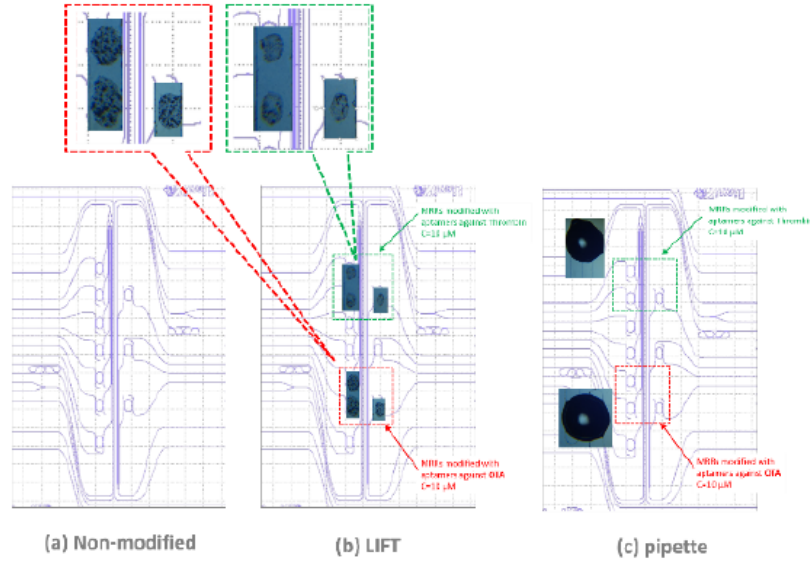 MRRs modified with
aptamers against Thrombin
C=10 μM
MRRs modified with
aptamers against Thrombin
C=10 μM
MRRs modified with
aptamers against OTA
C=10 μM
MRRs modified with
aptamers against OTA
C=10 μM
(a) Non-modified
(b) LIFT
(c) pipette